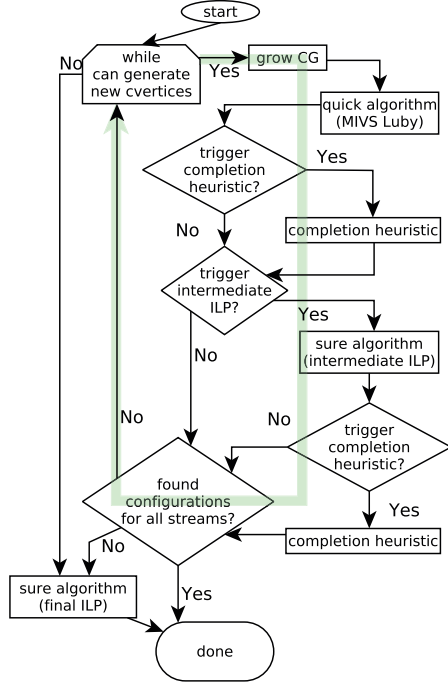 start
No
while
can generate
new cvertices
Yes
grow CG
quick algorithm
(MIVS Luby)
trigger
completion
heuristic?
Yes
completion heuristic
No
trigger
intermediate
ILP?
Yes
sure algorithm
(intermediate ILP)
No
No
trigger
completion
heuristic?
No
Yes
found
configurations
for all streams?
completion heuristic
No
sure algorithm
(final ILP)
Yes
done